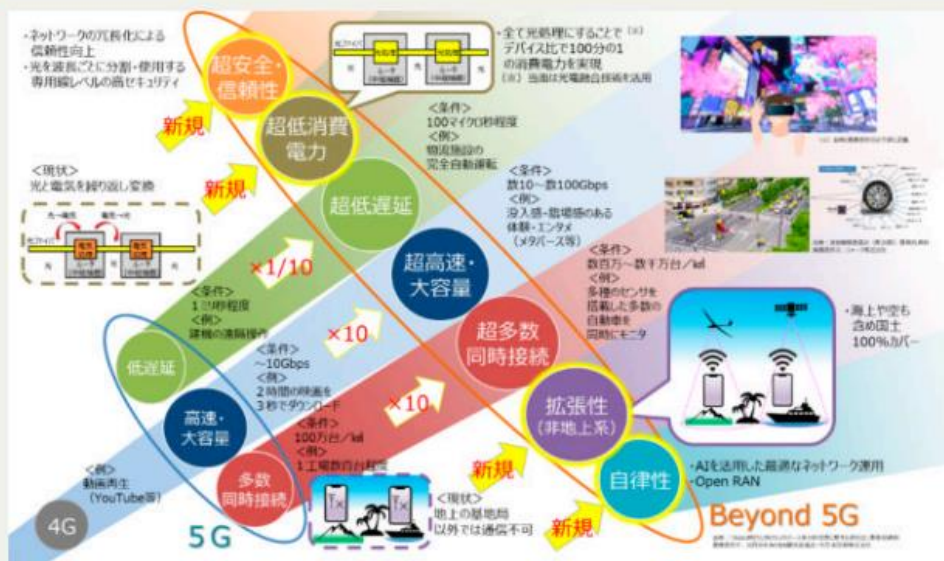 ・ネットワークの冗長化による
信頼性向上
・光を波長ごとに分割・使用する
専用線レベルの高セキュリティ
超安全・
信頼性
新規
・全て光処理にすることで(※)
デバイス比で100分の1
の消費電力を実現
(※) 当面は光電融合技術を活用
超低消費
電力
新規
<条件>
100マイクロ秒程度
<例>
物流施設の
完全自動運転
超低遅延
<現状>
光と電気を繰り返し変換
光ファイバ
×1/10
<条件>
数10～数100Gbps
<例>
没入感・臨場感のある
体験・エンタメ
(メタバース等)
超高速・
大容量
<条件>
1ミリ秒程度
<例>
建機の遠隔操作
低遅延
×10
<条件>
数百万～数千万台/k㎡
<例>
多種のセンサを
搭載した多数の
自動車を
同時にモニタ
超多数
同時接続
<条件>
～10Gbps
<例>
2時間の映画を
3秒でダウンロード
高速・
大容量
×10
・海上や空も
含め国土
100%カバー
拡張性
(非地上系)
新規
<条件>
100万台/k㎡
<例>
1工場数百台程度
多数
同時接続
<例>
動画再生
(YouTube等)
4G
5G
<現状>
地上の基地局
以外では通信不可
自律性
新規
・AIを活用した最適なネットワーク運用
・Open RAN
Beyond 5G